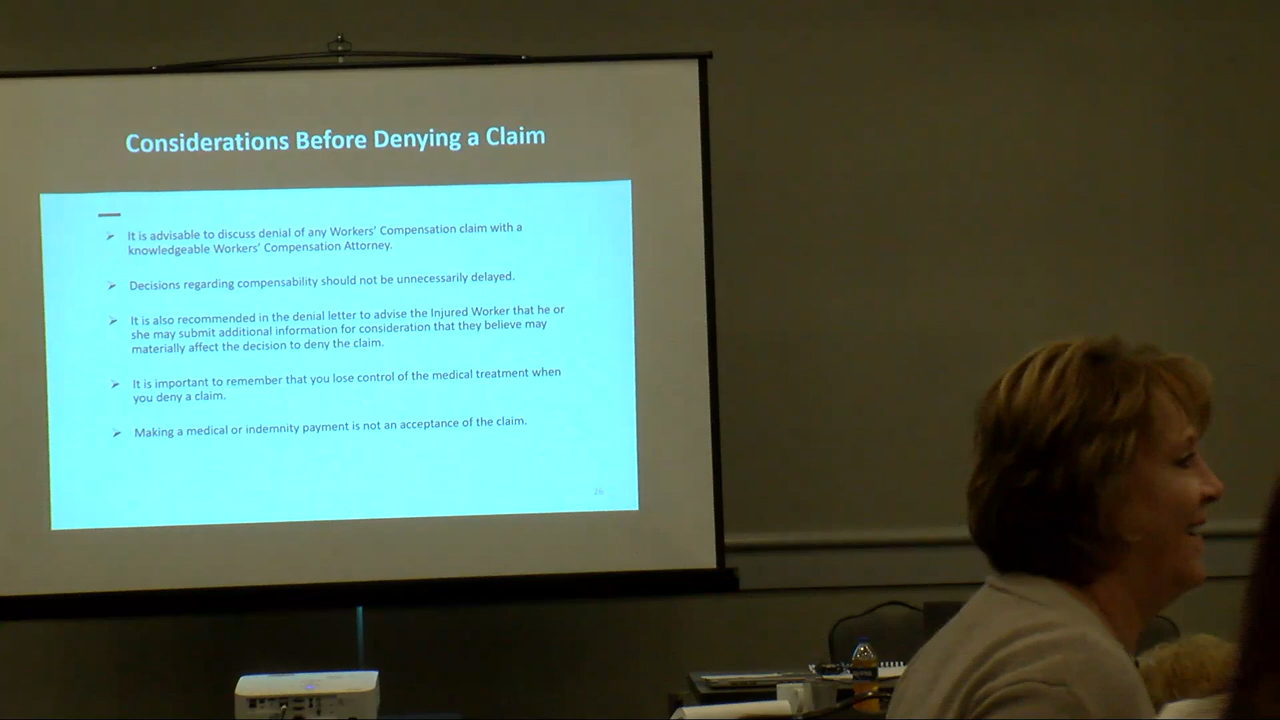 Considerations Before Denying a Claim
➢ It is advisable to discuss denial of any Workers' Compensation claim with a
knowledgeable Workers' Compensation Attorney.
➢ Decisions regarding compensability should not be unnecessarily delayed.
➢ It is also recommended in the denial letter to advise the Injured Worker that he or
she may submit additional information for consideration that they believe may
materially affect the decision to deny the claim.
➢ It is important to remember that you lose control of the medical treatment when
you deny a claim.
➢ Making a medical or indemnity payment is not an acceptance of the claim.
26